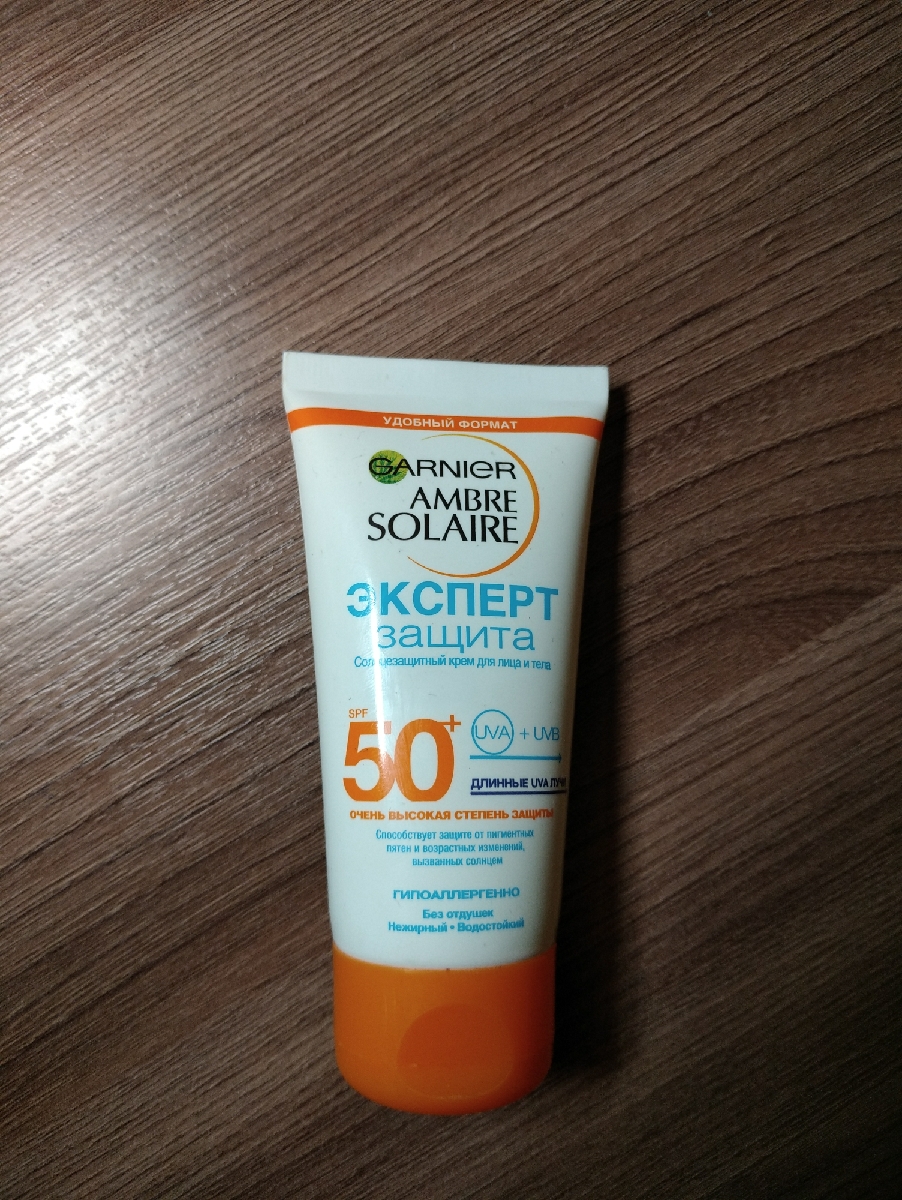 УДОБНЫЙ ФОРМАТ
GARNIER
AMBRE
SOLAIRE
ЭКСПЕРТ
защита
Солнцезащитный крем для лица и тела
SPF
50+
UVA + UVB
ДЛИННЫЕ UVA ЛУЧИ
ОЧЕНЬ ВЫСОКАЯ СТЕПЕНЬ ЗАЩИТЫ
Способствует защите от пигментных
пятен и возрастных изменений,
вызванных солнцем
ГИПОАЛЛЕРГЕННО
Без отдушек
Нежирный • Водостойкий